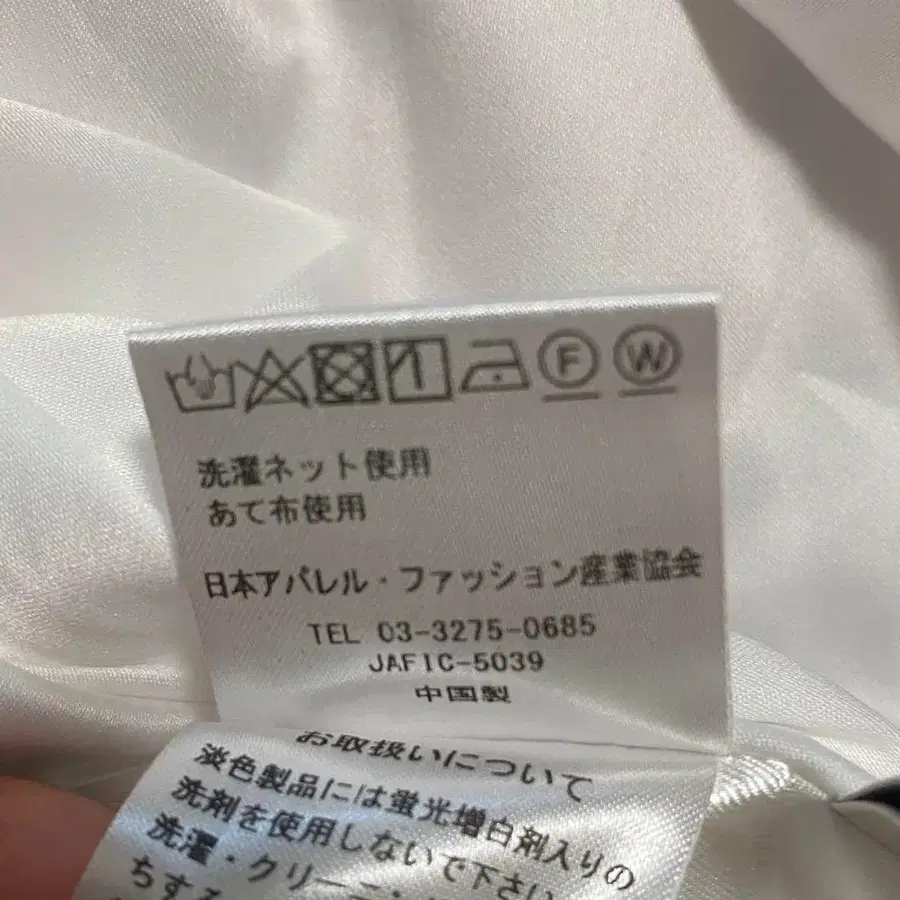 F W
洗濯ネット使用
あて布使用
日本アパレル・ファッション産業協会
TEL 03-3275-0685
JAFIC-5039
中国製
お取扱いについて
淡色製品には蛍光増白剤入りの
洗剤を使用しないで下さい
洗濯・クリーニ
ちする